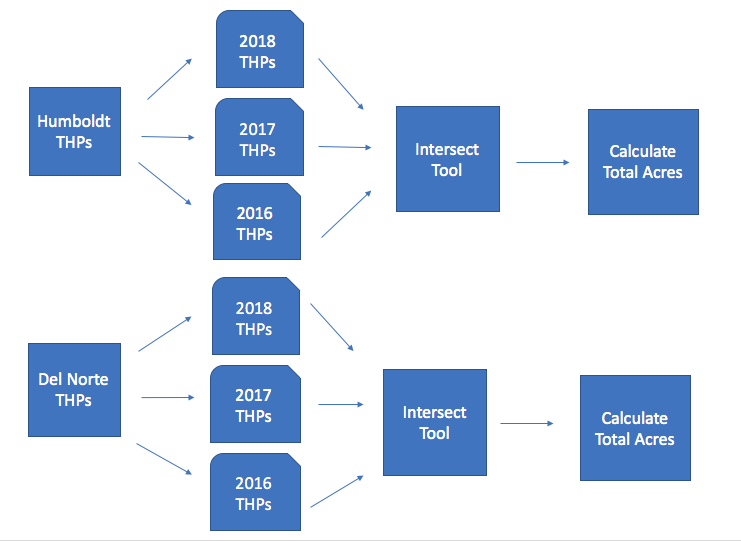 Humboldt
THPs
2018
THPs
2017
THPs
2016
THPs
Intersect
Tool
Calculate
Total Acres
Del Norte
THPs
2018
THPs
2017
THPs
2016
THPs
Intersect
Tool
Calculate
Total Acres